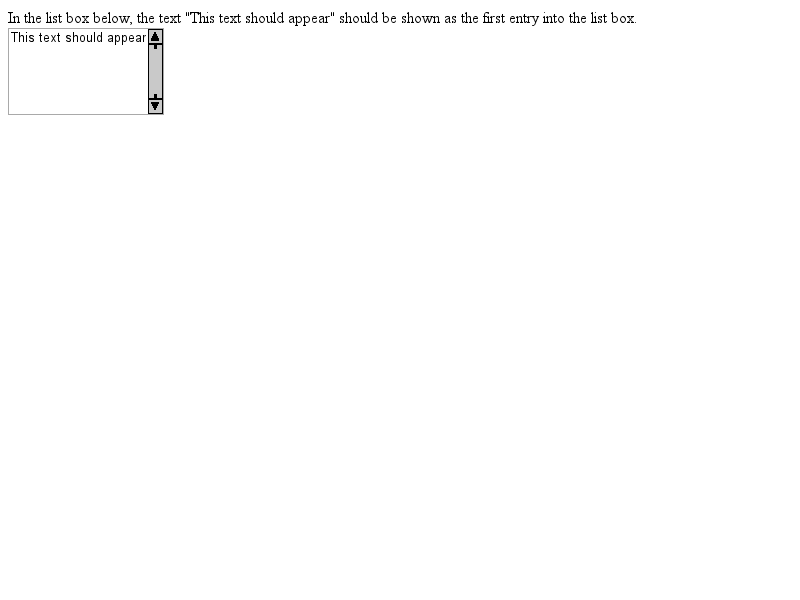 In the list box below, the text "This text should appear" should be shown as the first entry into the list box.
This text should appear